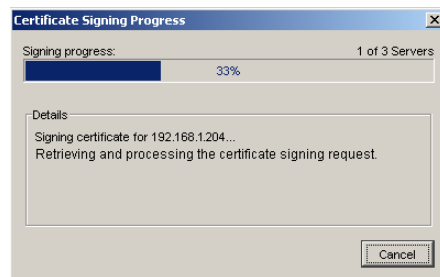 Certificate Signing Progress
Signing progress: 1 of 3 Servers
33%
Details
Signing certificate for 192.168.1.204...
Retrieving and processing the certificate signing request.
Cancel